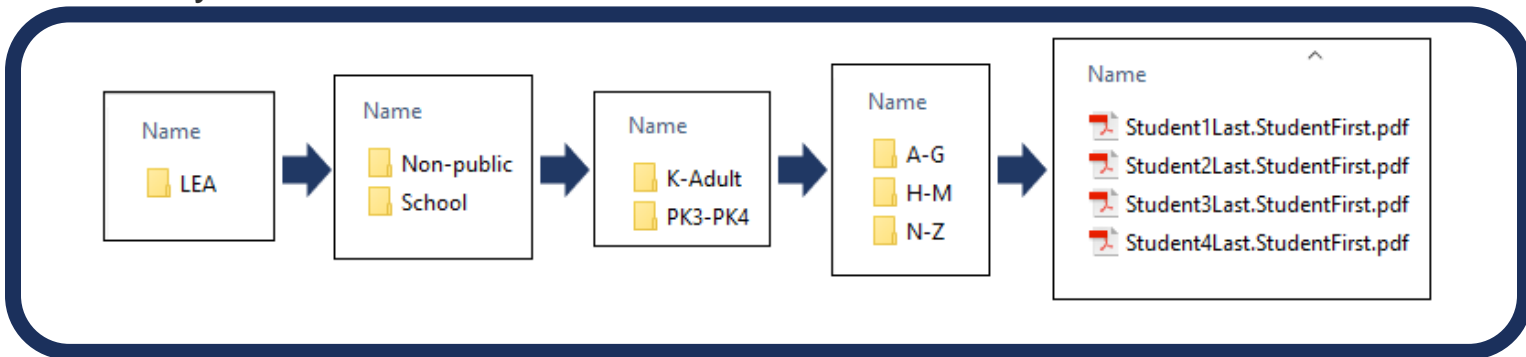 Name
LEA
Name
Non-public
School
Name
K-Adult
PK3-PK4
Name
A-G
H-M
N-Z
Name
Student1Last.StudentFirst.pdf
Student2Last.StudentFirst.pdf
Student3Last.StudentFirst.pdf
Student4Last.StudentFirst.pdf